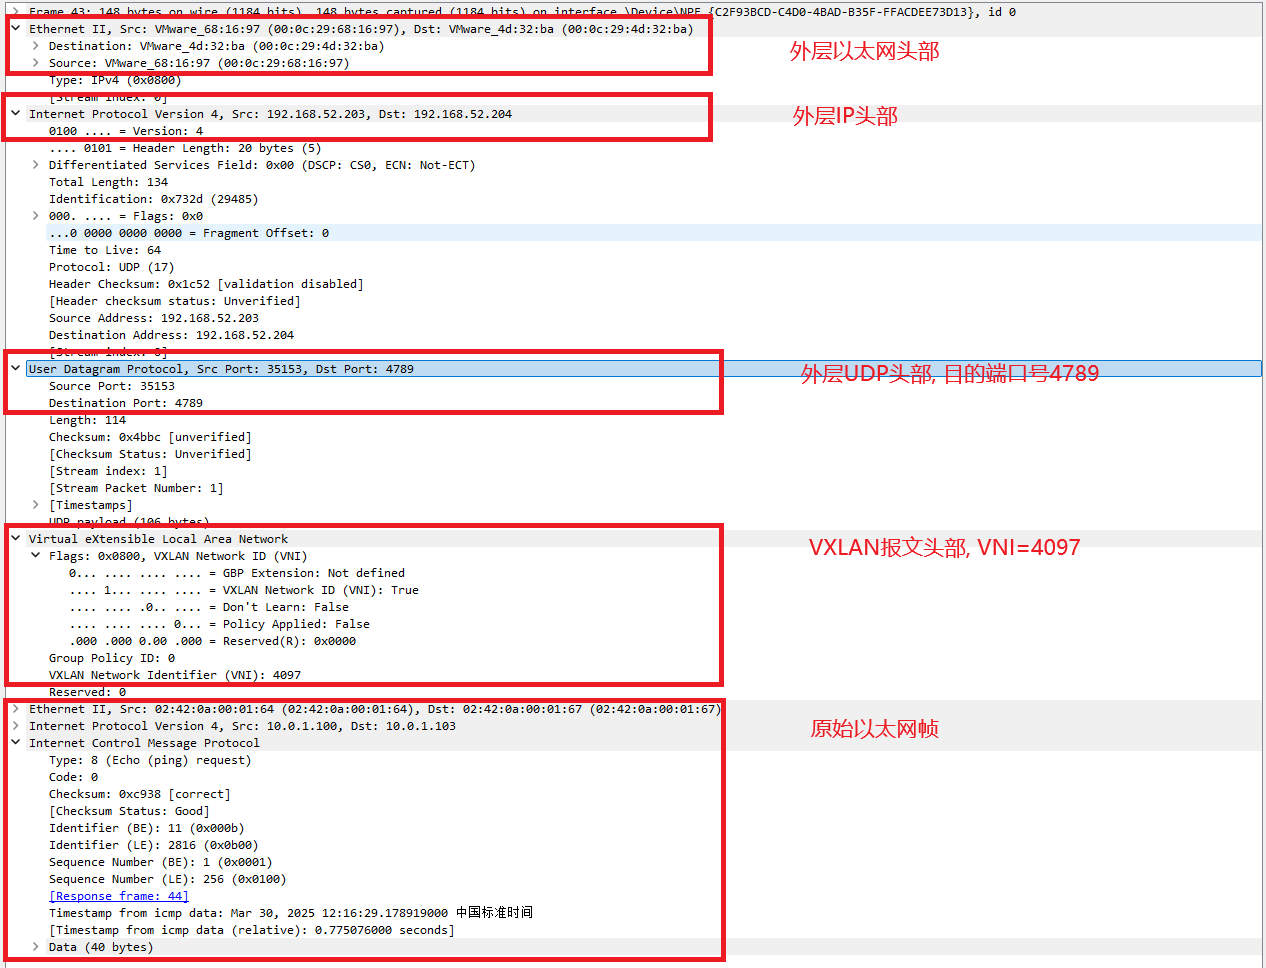 Frame 43: 148 bytes on wire (1184 bits), 148 bytes captured (1184 bits) on interface \Device\NPF_{C2F93BCD-C4D0-4BAD-B35F-FFACDEE73D13}, id 0
Ethernet II, Src: VMware_68:16:97 (00:0c:29:68:16:97), Dst: VMware_4d:32:ba (00:0c:29:4d:32:ba)
Destination: VMware_4d:32:ba (00:0c:29:4d:32:ba)
外层以太网头部
Source: VMware_68:16:97 (00:0c:29:68:16:97)
Type: IPv4 (0x0800)
[Stream index: 0]
Internet Protocol Version 4, Src: 192.168.52.203, Dst: 192.168.52.204
外层IP头部
0100 .... = Version: 4
.... 0101 = Header Length: 20 bytes (5)
Differentiated Services Field: 0x00 (DSCP: CS0, ECN: Not-ECT)
Total Length: 134
Identification: 0x732d (29485)
000. .... = Flags: 0x0
...0 0000 0000 0000 = Fragment Offset: 0
Time to Live: 64
Protocol: UDP (17)
Header Checksum: 0x1c52 [validation disabled]
[Header checksum status: Unverified]
Source Address: 192.168.52.203
Destination Address: 192.168.52.204
[Stream index: 0]
User Datagram Protocol, Src Port: 35153, Dst Port: 4789
外层UDP头部, 目的端口号4789
Source Port: 35153
Destination Port: 4789
Length: 114
Checksum: 0x4bbc [unverified]
[Checksum Status: Unverified]
[Stream index: 1]
[Stream Packet Number: 1]
[Timestamps]
UDP payload (106 bytes)
Virtual eXtensible Local Area Network
VXLAN报文头部, VNI=4097
Flags: 0x0800, VXLAN Network ID (VNI)
0... .... .... .... = GBP Extension: Not defined
.... 1... .... .... = VXLAN Network ID (VNI): True
.... .... .0.. .... = Don't Learn: False
.... .... .... 0... = Policy Applied: False
.000 .000 0.00 .000 = Reserved(R): 0x0000
Group Policy ID: 0
VXLAN Network Identifier (VNI): 4097
Reserved: 0
Ethernet II, Src: 02:42:0a:00:01:64 (02:42:0a:00:01:64), Dst: 02:42:0a:00:01:67 (02:42:0a:00:01:67)
Internet Protocol Version 4, Src: 10.0.1.100, Dst: 10.0.1.103
原始以太网帧
Internet Control Message Protocol
Type: 8 (Echo (ping) request)
Code: 0
Checksum: 0xc938 [correct]
[Checksum Status: Good]
Identifier (BE): 11 (0x000b)
Identifier (LE): 2816 (0x0b00)
Sequence Number (BE): 1 (0x0001)
Sequence Number (LE): 256 (0x0100)
[Response frame: 44]
Timestamp from icmp data: Mar 30, 2025 12:16:29.178919000 中国标准时间
[Timestamp from icmp data (relative): 0.775076000 seconds]
Data (40 bytes)